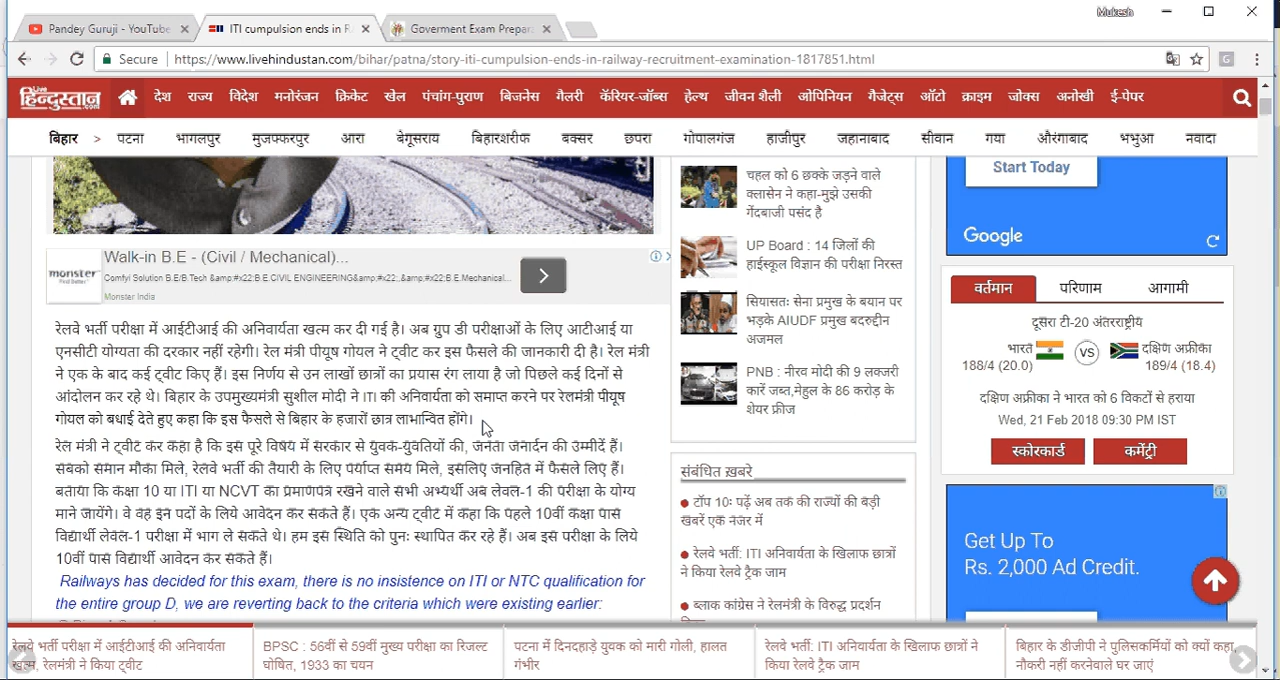 Mukesh
Pandey Guruji - YouTube
ITI cumpulsion ends in R
Goverment Exam Prepar
Secure
https://www.livehindustan.com/bihar/patna/story-iti-cumpulsion-ends-in-railway-recruitment-examination-1817851.html
Live
हिन्दुस्तान
.com
देश राज्य विदेश मनोरंजन क्रिकेट खेल पंचांग-पुराण बिजनेस गैलरी कॅरियर-जॉब्स हेल्थ जीवन शैली ओपिनियन गैजेट्स ऑटो क्राइम जोक्स अनोखी ई-पेपर
बिहार > पटना भागलपुर मुजफ्फरपुर आरा बेगूसराय बिहारशरीफ बक्सर छपरा गोपालगंज हाजीपुर जहानाबाद सीवान गया औरंगाबाद भभुआ नवादा
Walk-in B.E - (Civil / Mechanical)...
monster
Find better
Comfyi Solution B.E/B.Tech &amp;#x22;B.E.CIVIL ENGINEERING&amp;#x22;.&amp;#x22;B.E.Mechanical...
Monster India
रेलवे भर्ती परीक्षा में आईटीआई की अनिवार्यता खत्म कर दी गई है। अब ग्रुप डी परीक्षाओं के लिए आटीआई या
एनसीटी योग्यता की दरकार नहीं रहेगी। रेल मंत्री पीयूष गोयल ने ट्वीट कर इस फैसले की जानकारी दी है। रेल मंत्री
ने एक के बाद कई ट्वीट किए हैं। इस निर्णय से उन लाखों छात्रों का प्रयास रंग लाया है जो पिछले कई दिनों से
आंदोलन कर रहे थे। बिहार के उपमुख्यमंत्री सुशील मोदी ने ITI की अनिवार्यता को समाप्त करने पर रेलमंत्री पीयूष
गोयल को बधाई देते हुए कहा कि इस फैसले से बिहार के हजारों छात्र लाभान्वित होंगे।
रेल मंत्री ने ट्वीट कर कहा है कि इस पूरे विषय में सरकार से युवक-युवतियों की, जनता जनार्दन की उम्मीदें हैं।
सबको समान मौका मिले, रेलवे भर्ती की तैयारी के लिए पर्याप्त समय मिले, इसलिए जनहित में फैसले लिए हैं।
बताया कि कक्षा 10 या ITI या NCVT का प्रमाणपत्र रखने वाले सभी अभ्यर्थी अब लेवल-1 की परीक्षा के योग्य
माने जायेंगे। वे वह इन पदों के लिये आवेदन कर सकते हैं। एक अन्य ट्वीट में कहा कि पहले 10वीं कक्षा पास
विद्यार्थी लेवल-1 परीक्षा में भाग ले सकते थे। हम इस स्थिति को पुनः स्थापित कर रहे हैं। अब इस परीक्षा के लिये
10वीं पास विद्यार्थी आवेदन कर सकते हैं।
Railways has decided for this exam, there is no insistence on ITI or NTC qualification for
the entire group D, we are reverting back to the criteria which were existing earlier:
चहल को 6 छक्के जड़ने वाले
क्लासेन ने कहा-मुझे उसकी
गेंदबाजी पसंद है
UP Board : 14 जिलों की
हाईस्कूल विज्ञान की परीक्षा निरस्त
सियासतः सेना प्रमुख के बयान पर
भड़के AIUDF प्रमुख बदरुद्दीन
अजमल
PNB : नीरव मोदी की 9 लक्जरी
कारें जब्त,मेहुल के 86 करोड़ के
शेयर फ्रीज
संबंधित ख़बरे
टॉप 10ः पढ़ें अब तक की राज्यों की बड़ी
खबरें एक नजर में
रेलवे भर्ती: ITI अनिवार्यता के खिलाफ छात्रों
ने किया रेलवे ट्रैक जाम
ब्लाक कांग्रेस ने रेलमंत्री के विरुद्ध प्रदर्शन
Start Today
Google
वर्तमान परिणाम आगामी
दूसरा टी-20 अंतरराष्ट्रीय
भारत VS दक्षिण अफ्रीका
188/4 (20.0) 189/4 (18.4)
दक्षिण अफ्रीका ने भारत को 6 विकटों से हराया
Wed, 21 Feb 2018 09:30 PM IST
स्कोरकार्ड कमेंट्री
Get Up To
Rs. 2,000 Ad Credit.
रेलवे भर्ती परीक्षा में आईटीआई की अनिवार्यता
खत्म, रेलमंत्री ने किया ट्वीट
BPSC : 56वीं से 59वीं मुख्य परीक्षा का रिजल्ट
घोषित, 1933 का चयन
पटना में दिनदहाड़े युवक को मारी गोली, हालत
गंभीर
रेलवे भर्ती: ITI अनिवार्यता के खिलाफ छात्रों ने
किया रेलवे ट्रैक जाम
बिहार के डीजीपी ने पुलिसकर्मियों को क्यों कहा,
नौकरी नहीं करनेवाले घर जाएं